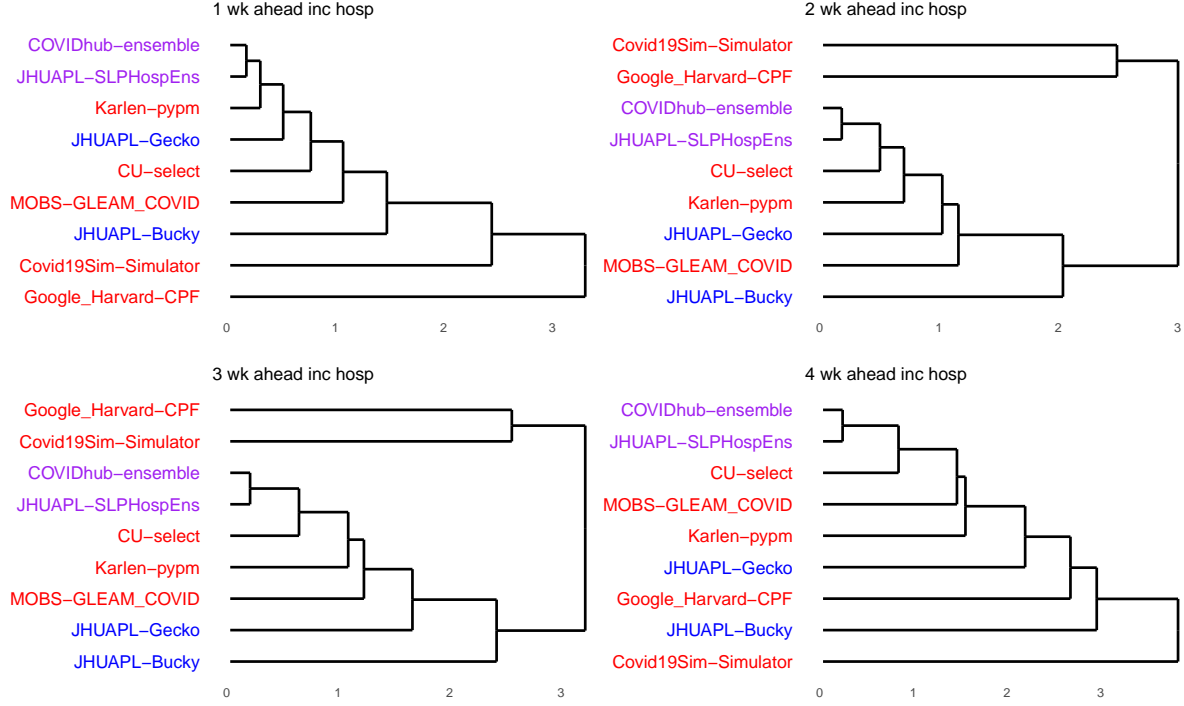 1 wk ahead inc hosp
COVIDhub−ensemble
JHUAPL−SLPHospEns
Karlen−pypm
JHUAPL−Gecko
CU−select
MOBS−GLEAM_COVID
JHUAPL−Bucky
Covid19Sim−Simulator
Google_Harvard−CPF
0 1 2 3
2 wk ahead inc hosp
Covid19Sim−Simulator
Google_Harvard−CPF
COVIDhub−ensemble
JHUAPL−SLPHospEns
CU−select
Karlen−pypm
JHUAPL−Gecko
MOBS−GLEAM_COVID
JHUAPL−Bucky
0 1 2 3
3 wk ahead inc hosp
Google_Harvard−CPF
Covid19Sim−Simulator
COVIDhub−ensemble
JHUAPL−SLPHospEns
CU−select
Karlen−pypm
MOBS−GLEAM_COVID
JHUAPL−Gecko
JHUAPL−Bucky
0 1 2 3
4 wk ahead inc hosp
COVIDhub−ensemble
JHUAPL−SLPHospEns
CU−select
MOBS−GLEAM_COVID
Karlen−pypm
JHUAPL−Gecko
Google_Harvard−CPF
JHUAPL−Bucky
Covid19Sim−Simulator
0 1 2 3